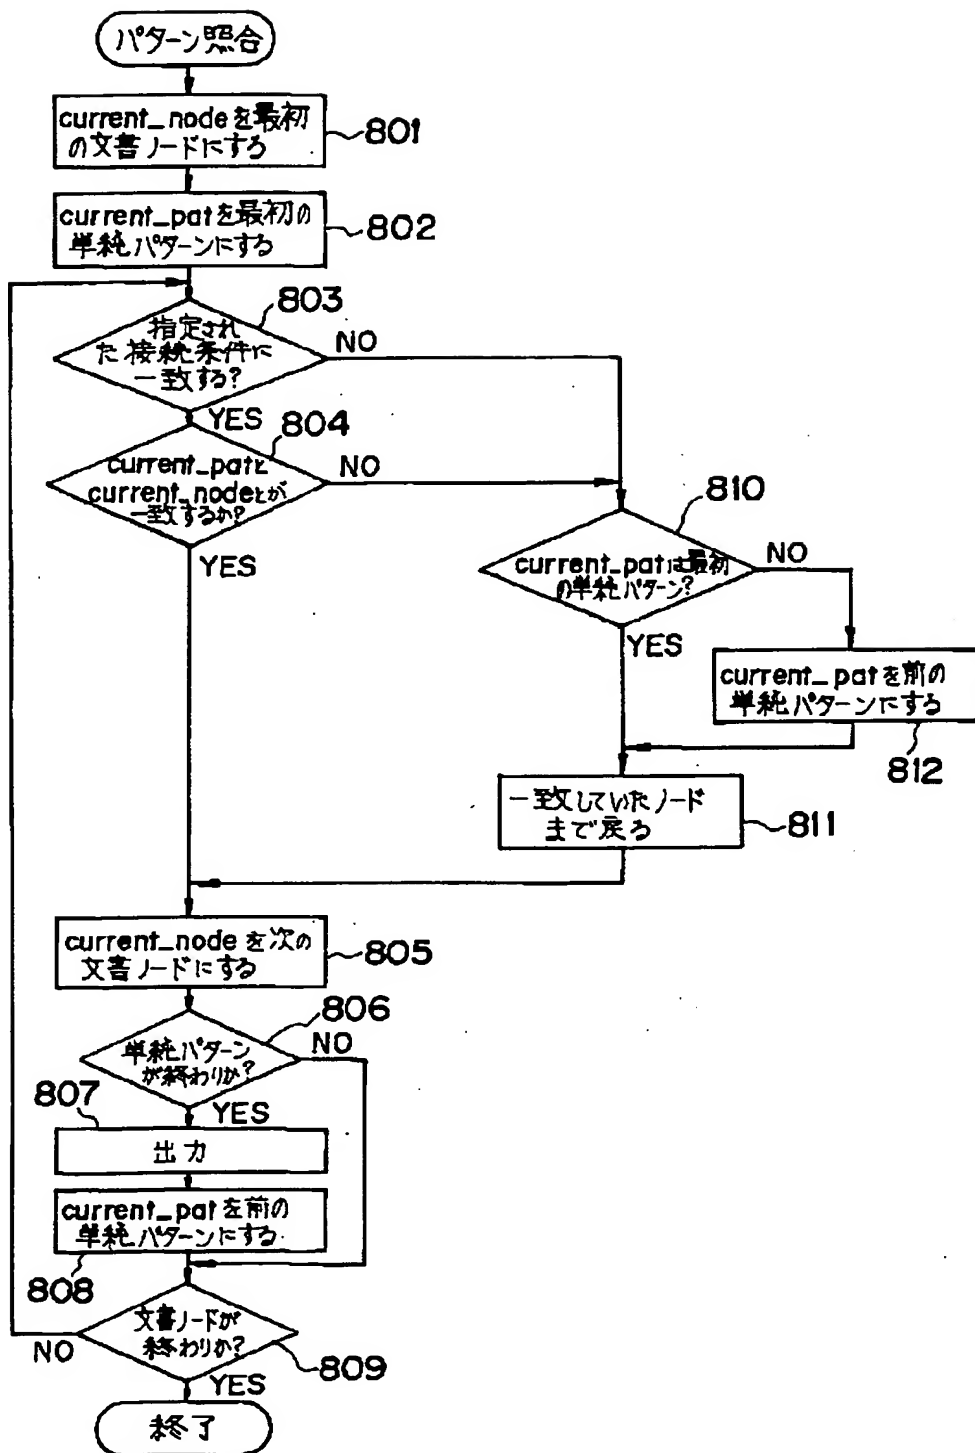 パターン照合
current_nodeを最初
の文書ノードにする
801
current_patを最初の
単純パターンにする
802
803
指定され
た接続条件に
一致する?
NO
YES
804
current_patと
current_nodeとが
一致するか?
NO
YES
810
current_patは最初
の単純パターン?
NO
YES
current_patを前の
単純パターンにする
812
一致していたノード
まで戻る
811
current_nodeを次の
文書ノードにする
805
806
単純パターン
が終わりか?
NO
YES
807
出力
current_patを前の
単純パターンにする
808
文書ノードが
終わりか?
NO
809
YES
終了